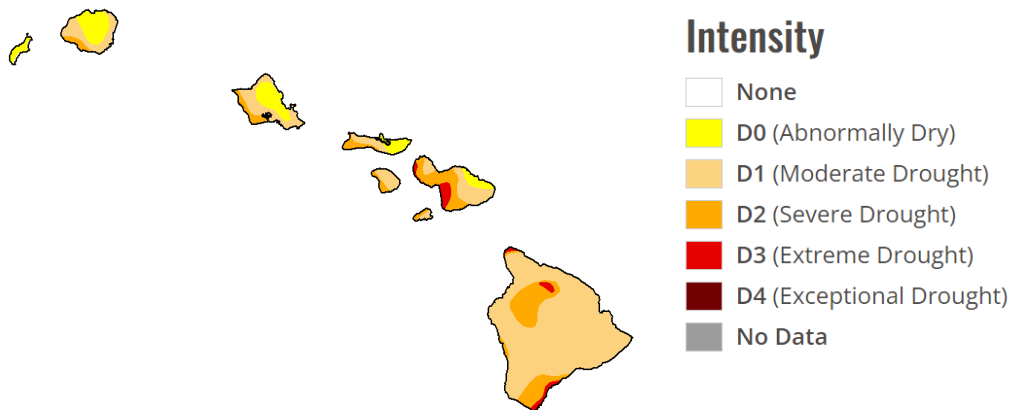 Intensity
None
D0 (Abnormally Dry)
D1 (Moderate Drought)
D2 (Severe Drought)
D3 (Extreme Drought)
D4 (Exceptional Drought)
No Data